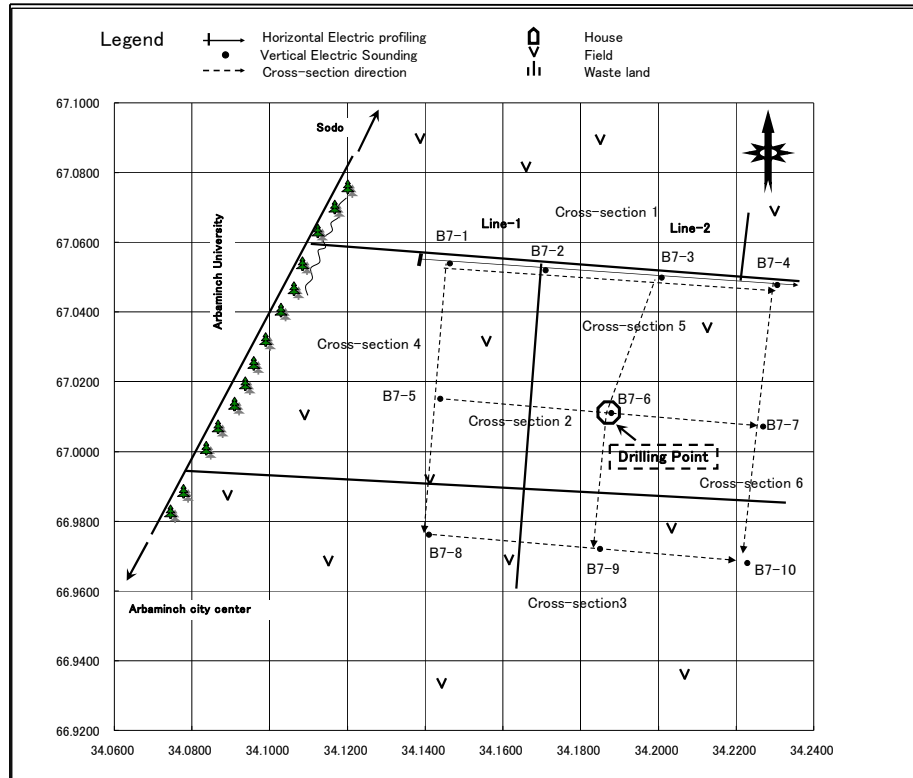 Legend
Horizontal Electric profiling
House
Vertical Electric Sounding
Field
Cross-section direction
Waste land
67.1000
Sodo
67.0800
Arbaminch University
Cross-section 1
Line-1
Line-2
67.0600
B7-1
B7-2
B7-3
B7-4
67.0400
Cross-section 4
Cross-section 5
67.0200
B7-5
B7-6
Cross-section 2
B7-7
67.0000
Drilling Point
Cross-section 6
66.9800
B7-8
B7-9
B7-10
66.9600
Arbaminch city center
Cross-section3
66.9400
66.9200
34.0600 34.0800 34.1000 34.1200 34.1400 34.1600 34.1800 34.2000 34.2200 34.2400